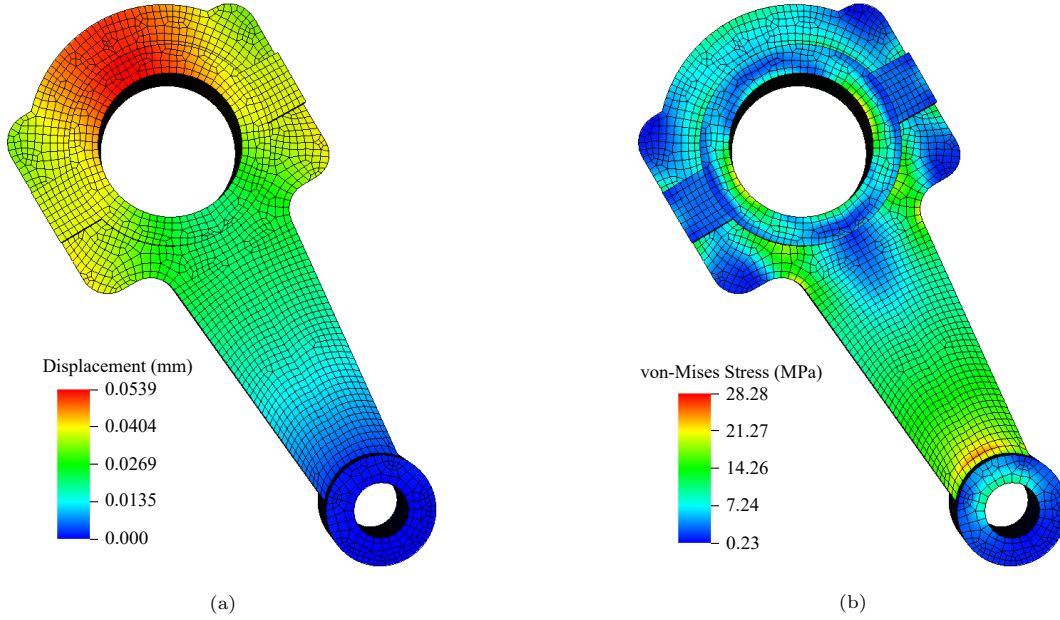 Displacement (mm)
0.0539
0.0404
0.0269
0.0135
0.000
(a)
von-Mises Stress (MPa)
28.28
21.27
14.26
7.24
0.23
(b)